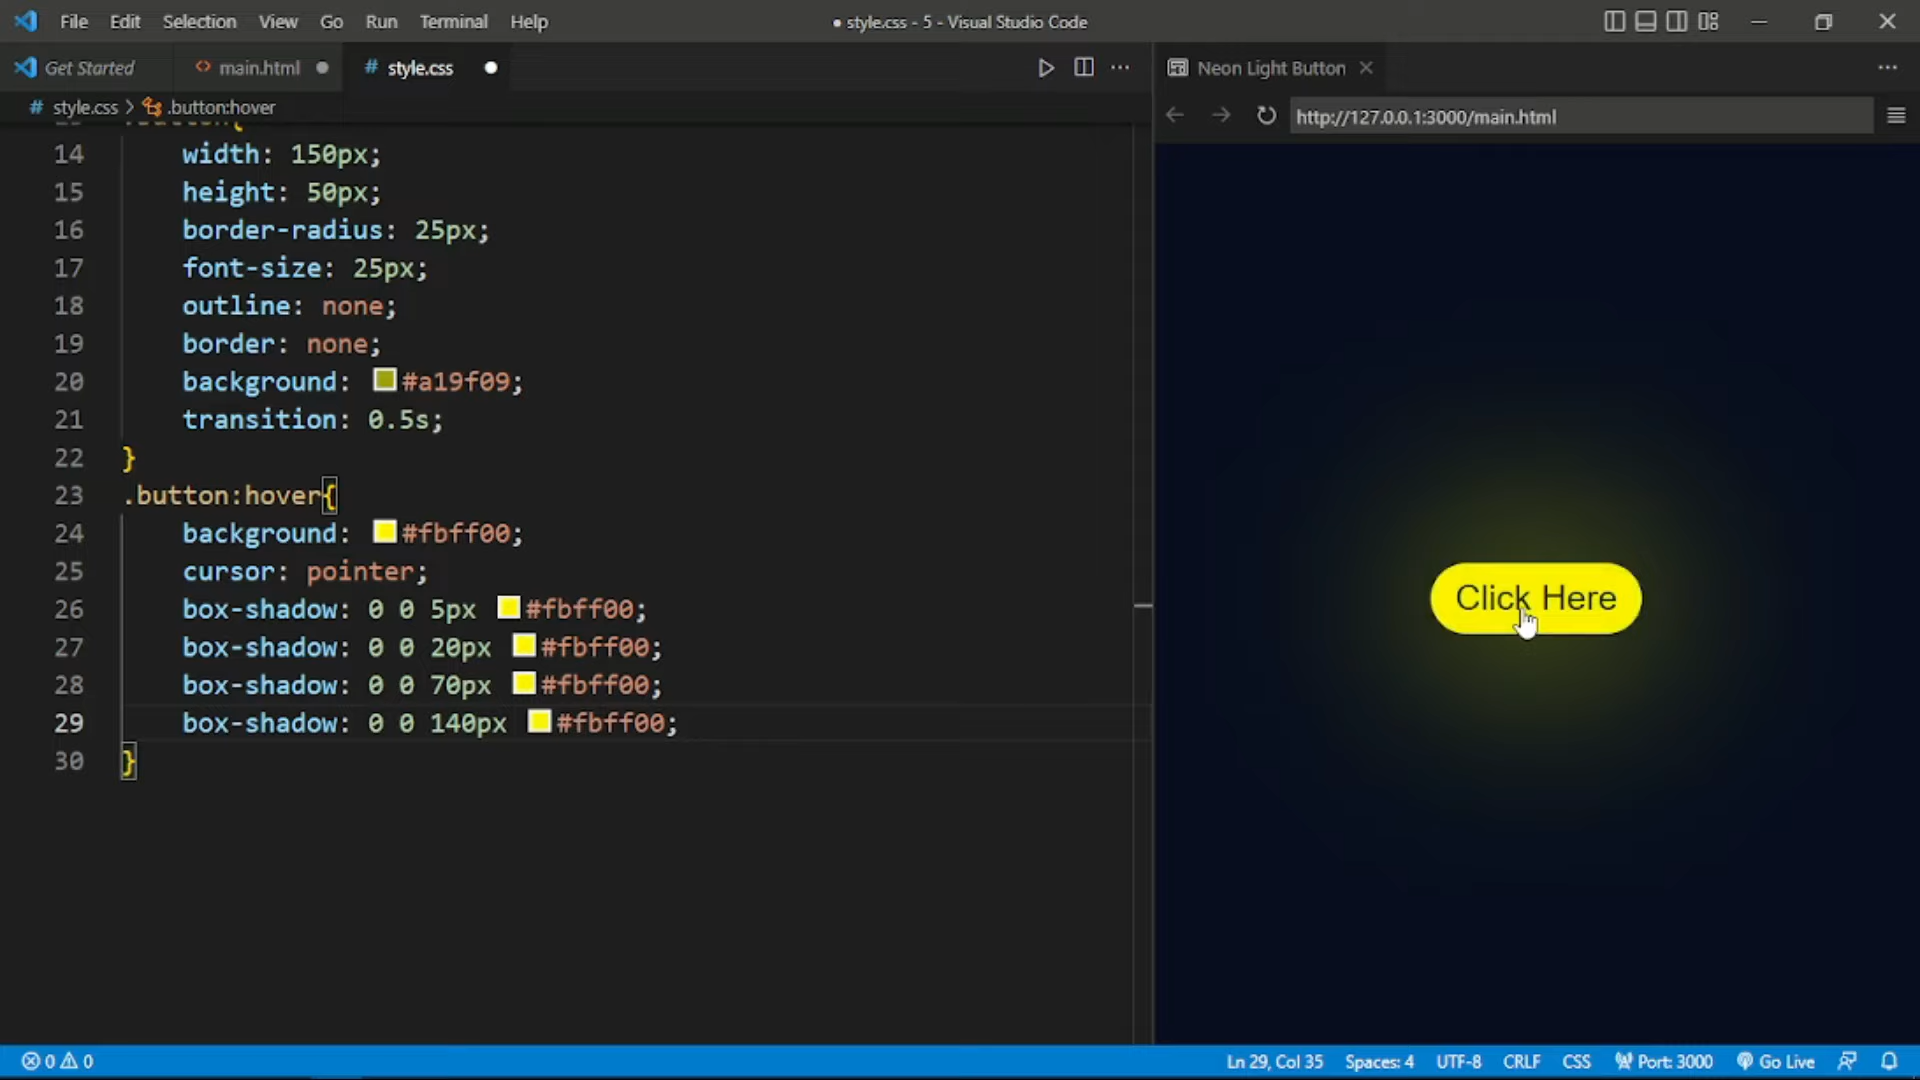 File Edit Selection View Go Run Terminal Help
● style.css - 5 - Visual Studio Code
Get Started
<> main.html
# style.css
Neon Light Button
# style.css > .button:hover
http://127.0.0.1:3000/main.html
14 width: 150px;
15 height: 50px;
16 border-radius: 25px;
17 font-size: 25px;
18 outline: none;
19 border: none;
20 background: #a19f09;
21 transition: 0.5s;
22 }
23 .button:hover{
24 background: #fbff00;
25 cursor: pointer;
26 box-shadow: 0 0 5px #fbff00;
27 box-shadow: 0 0 20px #fbff00;
28 box-shadow: 0 0 70px #fbff00;
29 box-shadow: 0 0 140px #fbff00;
30 }
Click Here
0 0
Ln 29, Col 35 Spaces: 4 UTF-8 CRLF CSS Port: 3000 Go Live